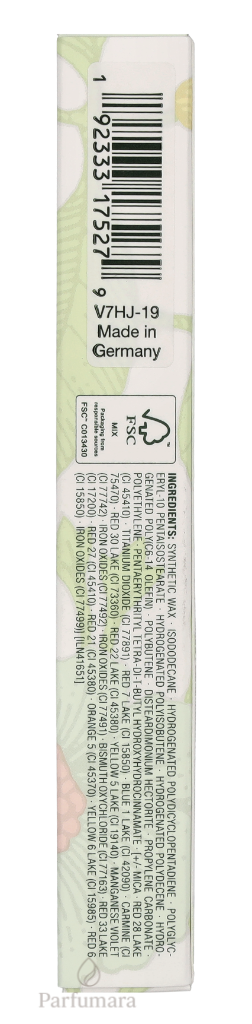 1 92333 17527 9
V7HJ-19
Made in
Germany
FSC
MIX
Packaging from
responsible sources
FSC™ C013430
INGREDIENTS: SYNTHETIC WAX · ISODODECANE · HYDROGENATED POLYDICYCLOPENTADIENE · POLYGLYC-
ERYL-10 PENTAISOSTEARATE · HYDROGENATED POLYISOBUTENE · HYDROGENATED POLYDECENE · HYDRO-
GENATED POLY(C6-14 OLEFIN) · POLYBUTENE · DISTEARDIMONIUM HECTORITE · PROPYLENE CARBONATE ·
POLYETHYLENE · PENTAERYTHRITYL TETRA-DI-T-BUTYL HYDROXYHYDROCINNAMATE · [+/- MICA · RED 28 LAKE
(CI 45410) · TITANIUM DIOXIDE (CI 77891) · RED 7 LAKE (CI 15850) · BLUE 1 LAKE (CI 42090) · CARMINE (CI
75470) · RED 30 LAKE (CI 73360) · RED 22 LAKE (CI 45380) · YELLOW 5 LAKE (CI 19140) · MANGANESE VIOLET
(CI 77742) · IRON OXIDES (CI 77492) · IRON OXIDES (CI 77491) · BISMUTH OXYCHLORIDE (CI 77163) · RED 33 LAKE
(CI 17200) · RED 27 (CI 45410) · RED 21 (CI 45380) · ORANGE 5 (CI 45370) · YELLOW 6 LAKE (CI 15985) · RED 6
(CI 15850) · IRON OXIDES (CI 77499)] [ILN41651]
Parfumara